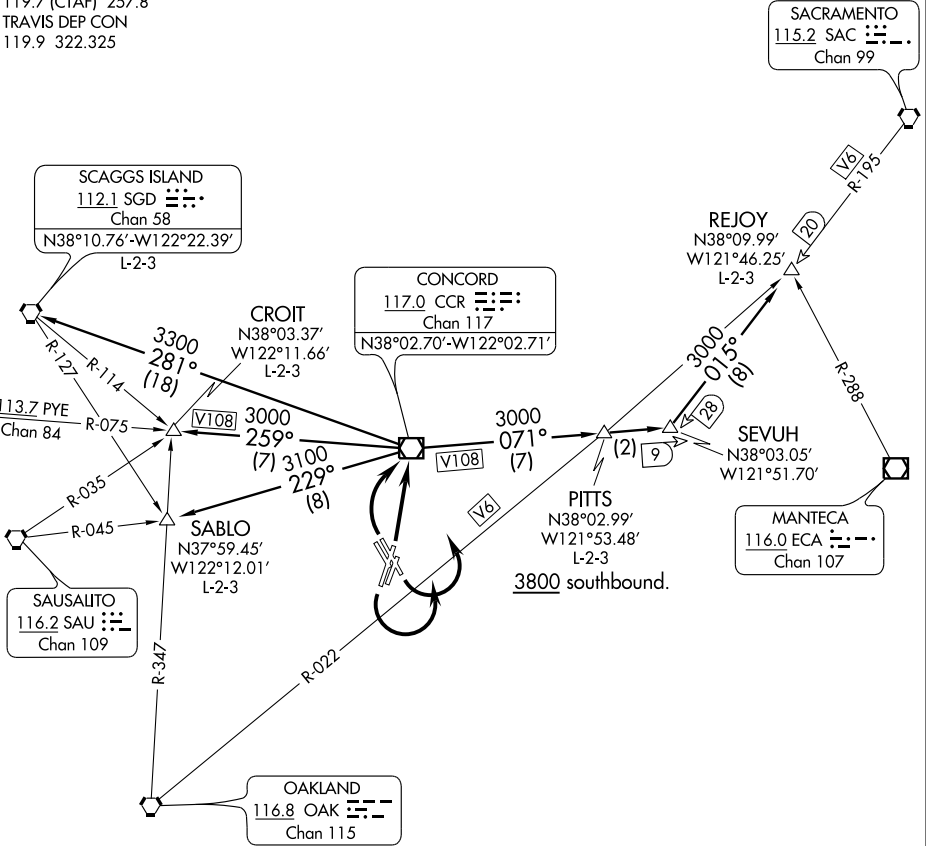 119.7 (CTAF) 257.8
TRAVIS DEP CON
119.9 322.325
SACRAMENTO
115.2 SAC
Chan 99
V6
R-195
20
SCAGGS ISLAND
112.1 SGD
Chan 58
N38°10.76′-W122°22.39′
L-2-3
REJOY
N38°09.99′
W121°46.25′
L-2-3
CONCORD
117.0 CCR
Chan 117
N38°02.70′-W122°02.71′
CROIT
N38°03.37′
W122°11.66′
L-2-3
3300
281°
(18)
R-127
R-114
3000
015°
(8)
R-288
113.7 PYE
Chan 84
R-075
V108
3000
259°
(7)
3000
071°
(7)
V108
(2)
9
28
SEVUH
N38°03.05′
W121°51.70′
3100
229°
(8)
R-035
R-045
SABLO
N37°59.45′
W122°12.01′
L-2-3
V6
PITTS
N38°02.99′
W121°53.48′
L-2-3
3800 southbound.
MANTECA
116.0 ECA
Chan 107
SAUSALITO
116.2 SAU
Chan 109
R-347
R-022
OAKLAND
116.8 OAK
Chan 115